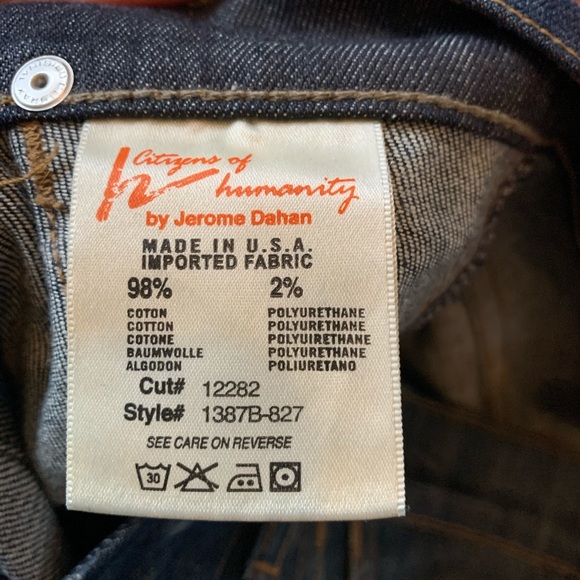 Citizens of
humanity
by Jerome Dahan
MADE IN U.S.A.
IMPORTED FABRIC
98% 2%
COTON POLYURETHANE
COTTON POLYURETHANE
COTONE POLYUIRETHANE
BAUMWOLLE POLYURETHANE
ALGODON POLIURETANO
Cut# 12282
Style# 1387B-827
SEE CARE ON REVERSE
30